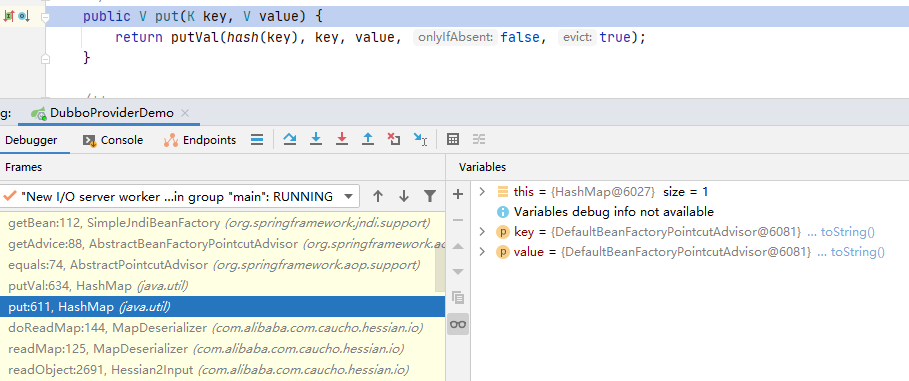 public V put(K key, V value) {
return putVal(hash(key), key, value, onlyIfAbsent: false, evict: true);
}
g: DubboProviderDemo
Debugger Console Endpoints
Frames Variables
"New I/O server worker ...in group "main": RUNNING
getBean:112, SimpleJndiBeanFactory (org.springframework.jndi.support)
getAdvice:88, AbstractBeanFactoryPointcutAdvisor (org.springframework.ao
equals:74, AbstractPointcutAdvisor (org.springframework.aop.support)
putVal:634, HashMap (java.util)
put:611, HashMap (java.util)
doReadMap:144, MapDeserializer (com.alibaba.com.caucho.hessian.io)
readMap:125, MapDeserializer (com.alibaba.com.caucho.hessian.io)
readObject:2691, Hessian2Input (com.alibaba.com.caucho.hessian.io)
this = {HashMap@6027} size = 1
Variables debug info not available
key = {DefaultBeanFactoryPointcutAdvisor@6081} ... toString()
value = {DefaultBeanFactoryPointcutAdvisor@6081} ... toString()